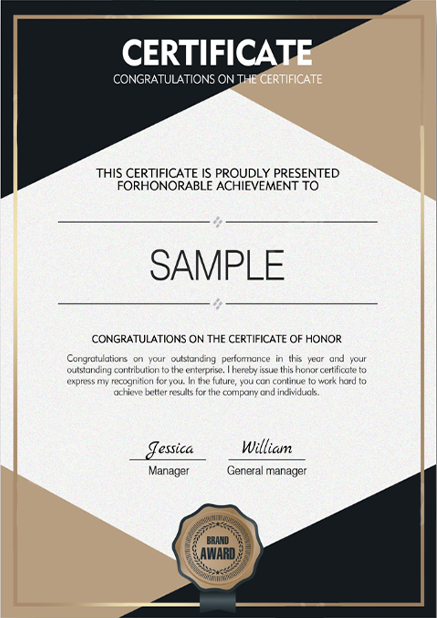 CERTIFICATE
CONGRATULATIONS ON THE CERTIFICATE
THIS CERTIFICATE IS PROUDLY PRESENTED
FORHONORABLE ACHIEVEMENT TO
SAMPLE
CONGRATULATIONS ON THE CERTIFICATE OF HONOR
Congratulations on your outstanding performance in this year and your
outstanding contribution to the enterprise. I hereby issue this honor certificate to
express my recognition for you. In the future, you can continue to work hard to
achieve better results for the company and individuals.
Jessica William
Manager General manager
BRAND
AWARD